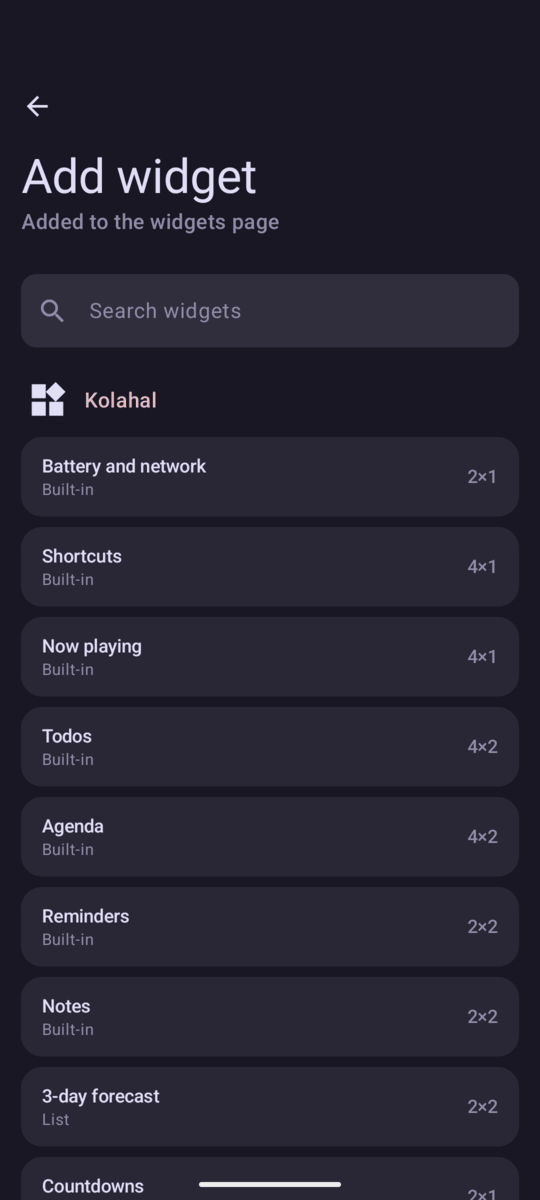 Add widget
Added to the widgets page
Search widgets
Kolahal
Battery and network
Built-in
2×1
Shortcuts
Built-in
4×1
Now playing
Built-in
4×1
Todos
Built-in
4×2
Agenda
Built-in
4×2
Reminders
Built-in
2×2
Notes
Built-in
2×2
3-day forecast
List
2×2
Countdowns
2×1